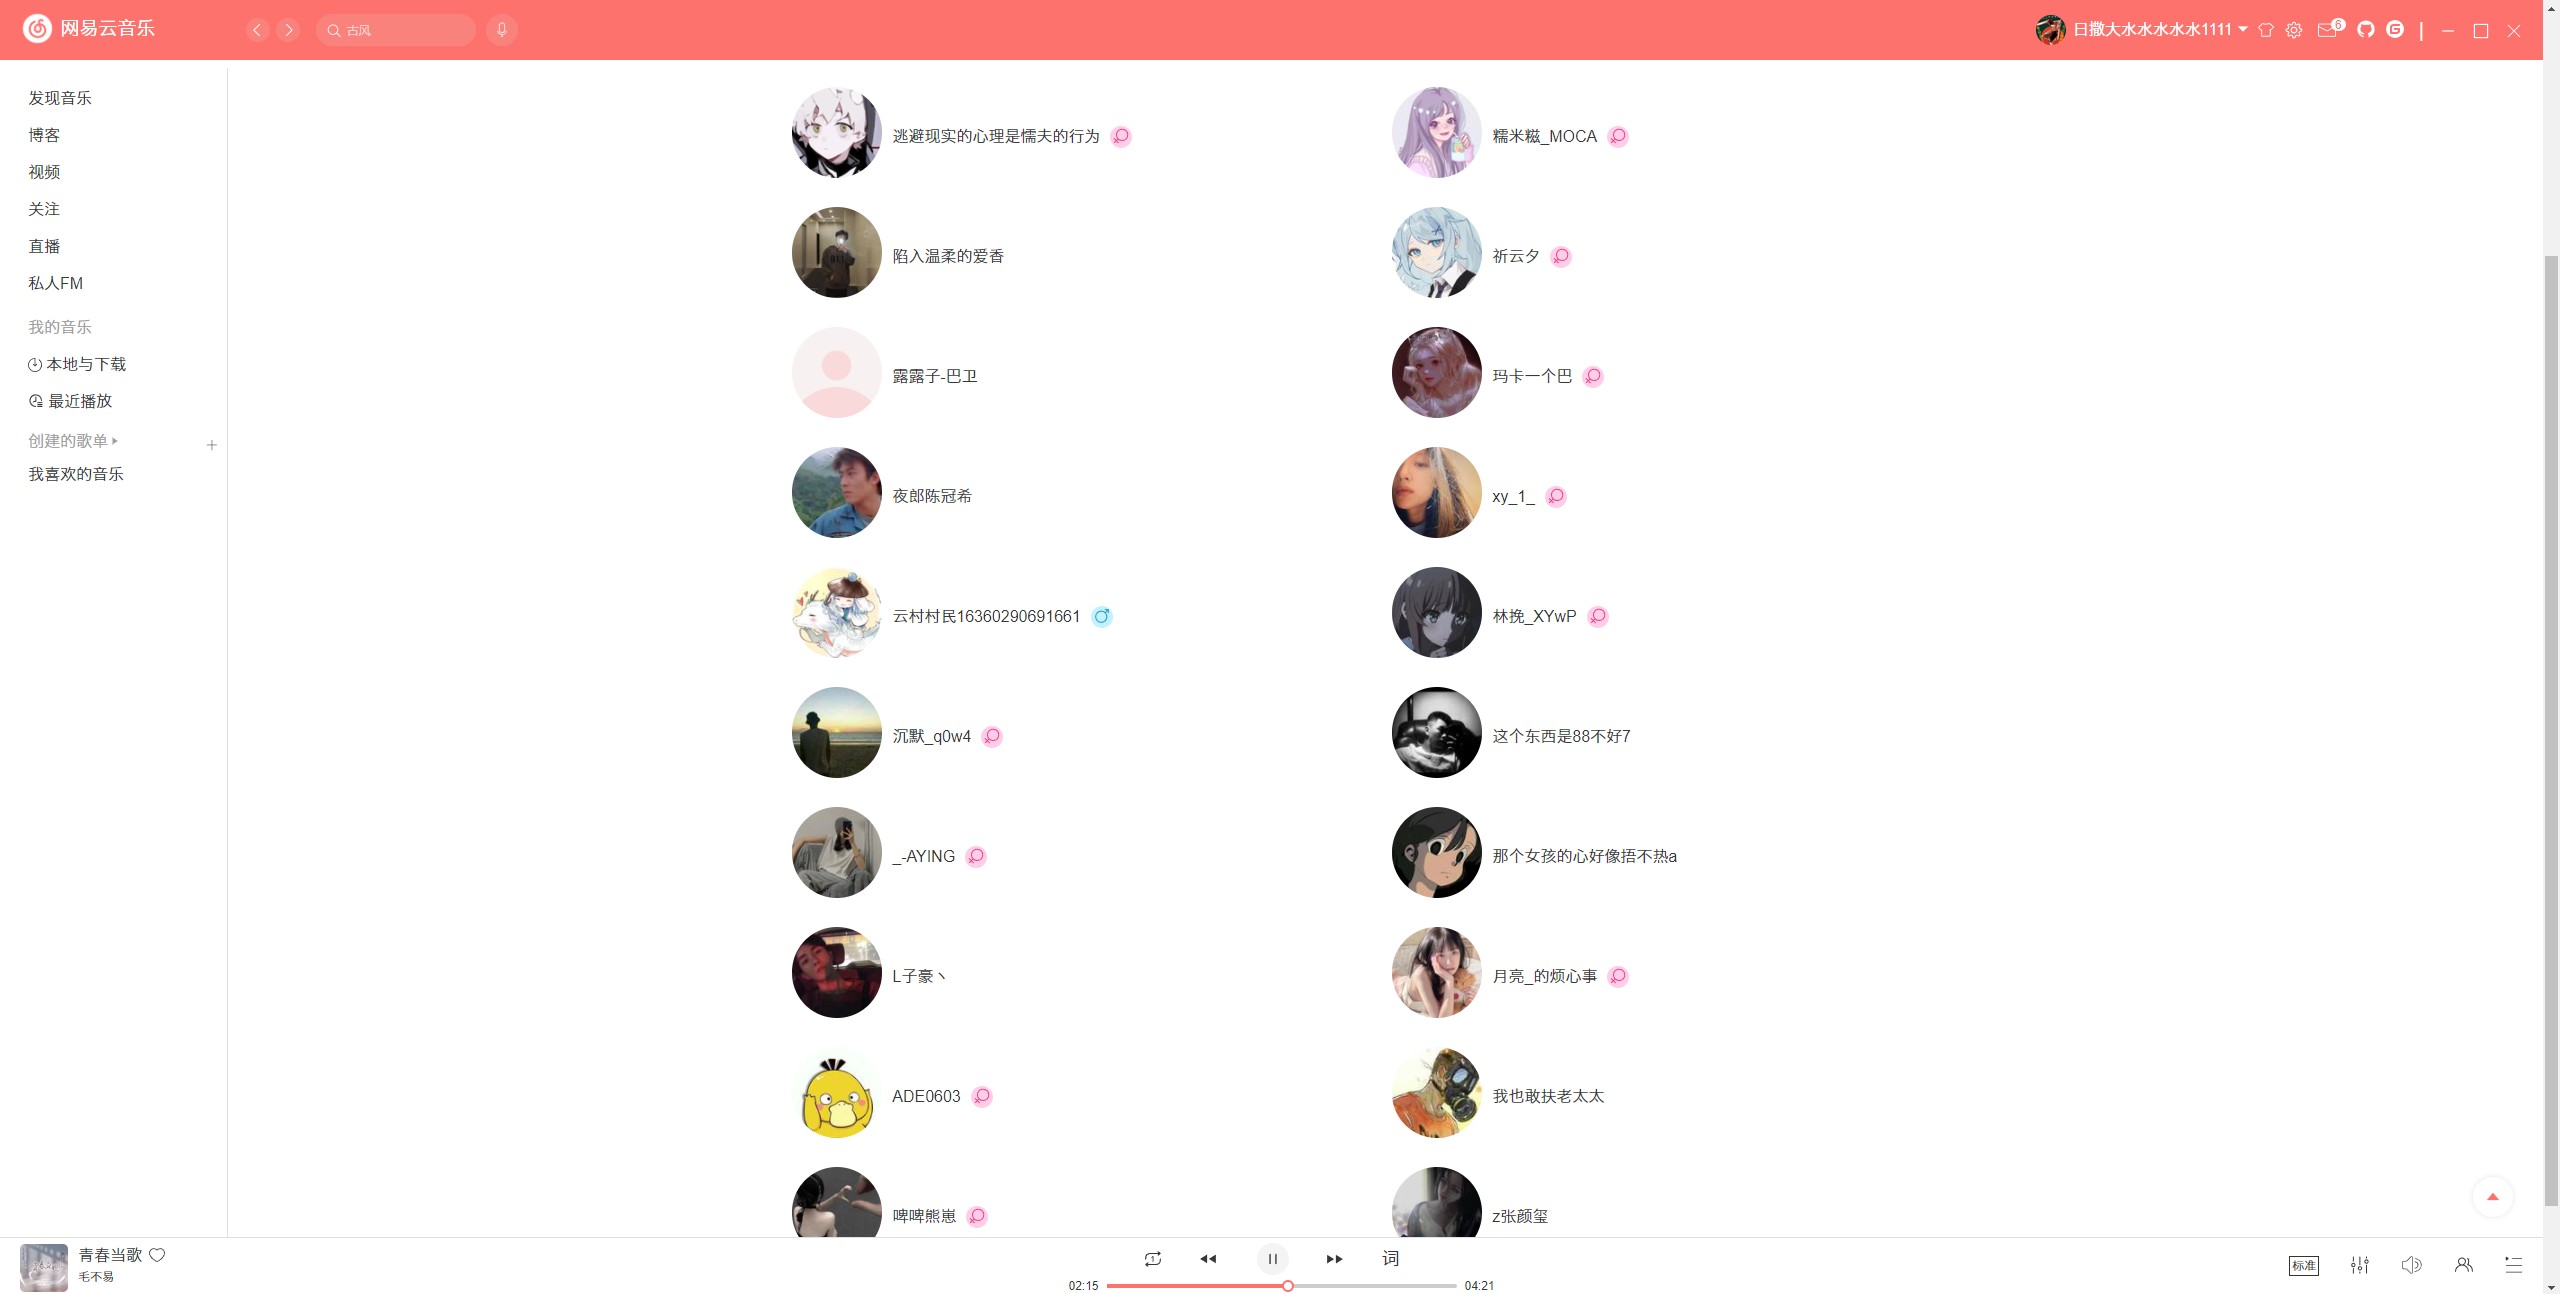 网易云音乐
古风
日撒大水水水水水1111
6
发现音乐
博客
视频
关注
直播
私人FM
我的音乐
本地与下载
最近播放
创建的歌单
我喜欢的音乐
逃避现实的心理是懦夫的行为
糯米糍_MOCA
陷入温柔的爱香
祈云夕
露露子-巴卫
玛卡一个巴
夜郎陈冠希
xy_1_
云村村民16360290691661
林挽_XYwP
沉默_q0w4
这个东西是88不好7
_-AYING
那个女孩的心好像捂不热a
L子豪丶
月亮_的烦心事
ADE0603
我也敢扶老太太
啤啤熊崽
z张颜玺
青春当歌
毛不易
词
02:15
04:21
标准